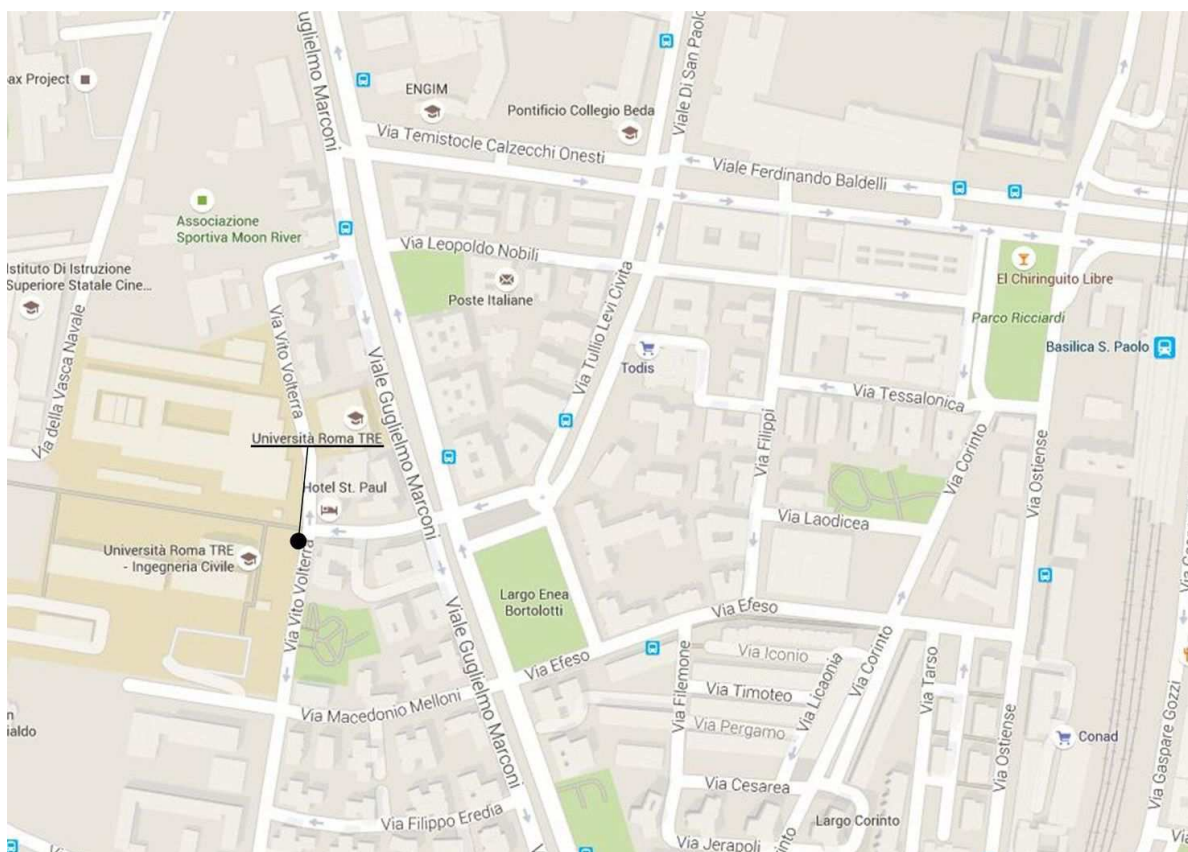 Guglielmo Marconi
Viale Di San Paolo
ax Project
ENGIM
Pontificio Collegio Beda
Via Temistocle Calzecchi Onesti
Viale Ferdinando Baldelli
Associazione
Sportiva Moon River
Via Leopoldo Nobili
Istituto Di Istruzione
Superiore Statale Cine...
Poste Italiane
El Chiringuito Libre
Parco Ricciardi
Basilica S. Paolo
Via della Vasca Navale
Via Vito Volterra
Viale Guglielmo Marconi
Via Tullio Levi Civita
Todis
Via Tessalonica
Università Roma TRE
Via Filippi
Via Corinto
Via Ostiense
Hotel St. Paul
Via Laodicea
Università Roma TRE
- Ingegneria Civile
Via Vito Volterra
Largo Enea
Bortolotti
Via Efeso
Viale Guglielmo Marconi
Via Efeso
Via Iconio
Via Filemone
Via Timoteo
Via Licaonia
Via Corinto
Via Tarso
Via Macedonio Melloni
Via Pergamo
Via Ostiense
Conad
Via Gaspare Gozzi
ialdo
Via Cesarea
Via Filippo Eredia
Largo Corinto
Via Jerapoli